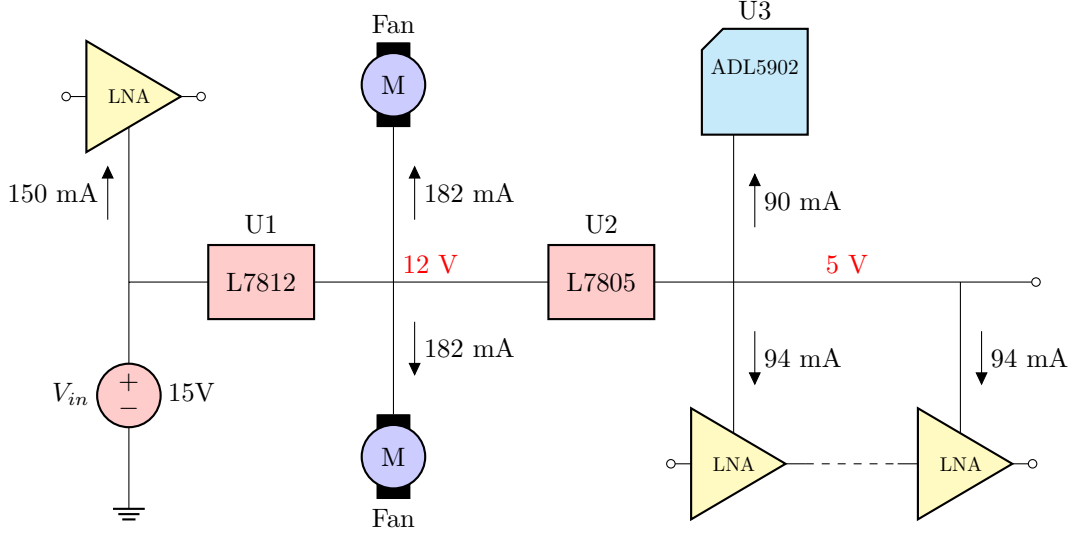 U3
Fan
M
ADL5902
LNA
150 mA
182 mA
90 mA
U1
U2
L7812
12 V
L7805
5 V
182 mA
94 mA
94 mA
V_in
+
−
15V
M
Fan
LNA
LNA